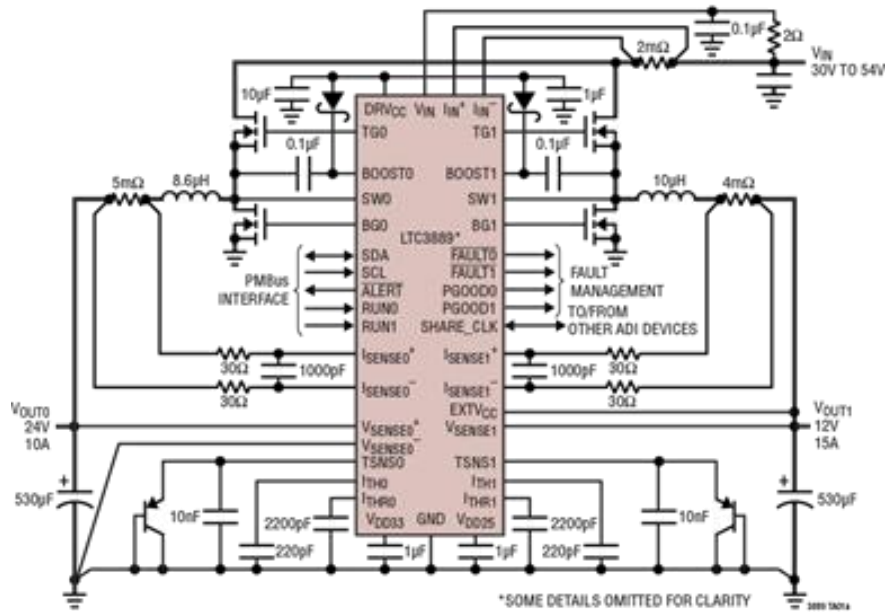 0.1µF
2Ω
2mΩ
VIN
30V TO 54V
10µF
1µF
DRVCC VIN IIN+ IIN−
TG0 TG1
0.1µF 0.1µF
5mΩ 8.6µH BOOST0 BOOST1 10µH 4mΩ
SW0 SW1
BG0 BG1
LTC3889*
SDA FAULT0
SCL FAULT1 FAULT
PMBus ALERT PGOOD0 MANAGEMENT
INTERFACE RUN0 PGOOD1 TO/FROM
RUN1 SHARE_CLK OTHER ADI DEVICES
ISENSE0+ ISENSE1+
30Ω 1000pF 1000pF 30Ω
ISENSE0− ISENSE1−
30Ω 30Ω
EXTVCC
VOUT0 VOUT1
24V VSENSE0+ VSENSE1 12V
10A VSENSE0− 15A
TSNS0 TSNS1
ITH0 ITH1
530µF 10nF ITHR0 ITHR1 10nF 530µF
2200pF VDD33 GND VDD25 2200pF
220pF 1µF 1µF 220pF
*SOME DETAILS OMITTED FOR CLARITY
3889 TA01a